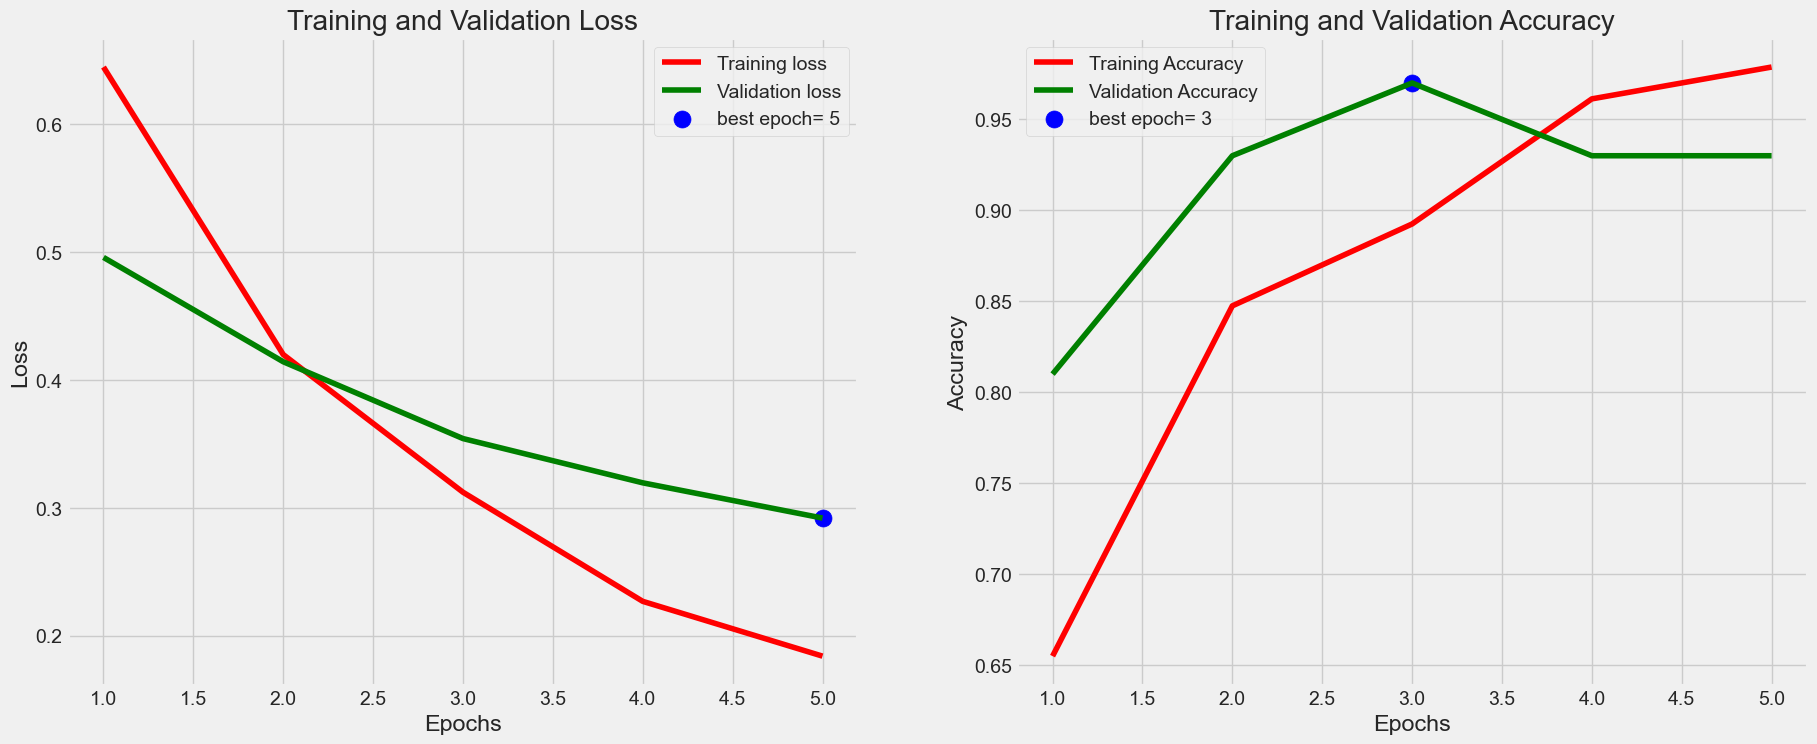 Training and Validation Loss
Training loss
Validation loss
best epoch= 5
0.6
0.5
0.4
0.3
0.2
Loss
1.0 1.5 2.0 2.5 3.0 3.5 4.0 4.5 5.0
Epochs
Training and Validation Accuracy
Training Accuracy
Validation Accuracy
best epoch= 3
0.95
0.90
0.85
0.80
0.75
0.70
0.65
Accuracy
1.0 1.5 2.0 2.5 3.0 3.5 4.0 4.5 5.0
Epochs